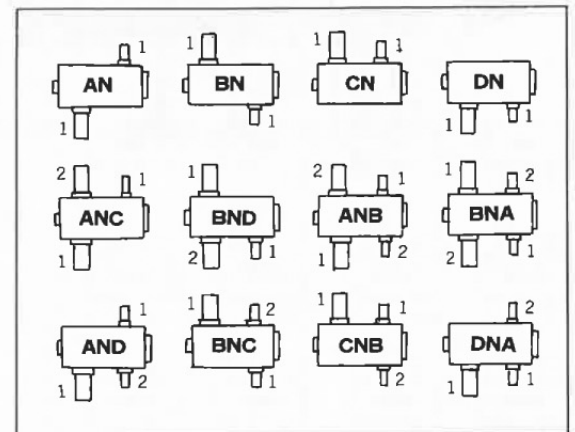 1 1 1 1
AN BN CN DN
1 1 1 1
2 1 1 2 1 1 2
ANC BND ANB BNA
1 2 1 1 2 2 1
1 1 2 1 1 2
AND BNC CNB DNA
1 2 1 2 1 1